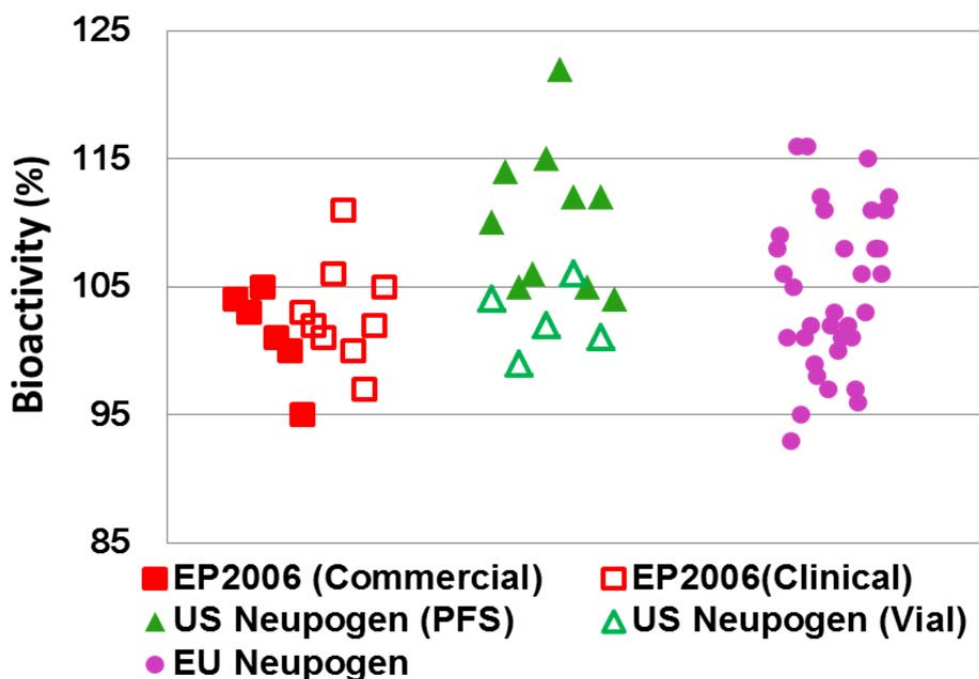 125
115
105
95
85
Bioactivity (%)
EP2006 (Commercial) EP2006(Clinical)
US Neupogen (PFS) US Neupogen (Vial)
EU Neupogen